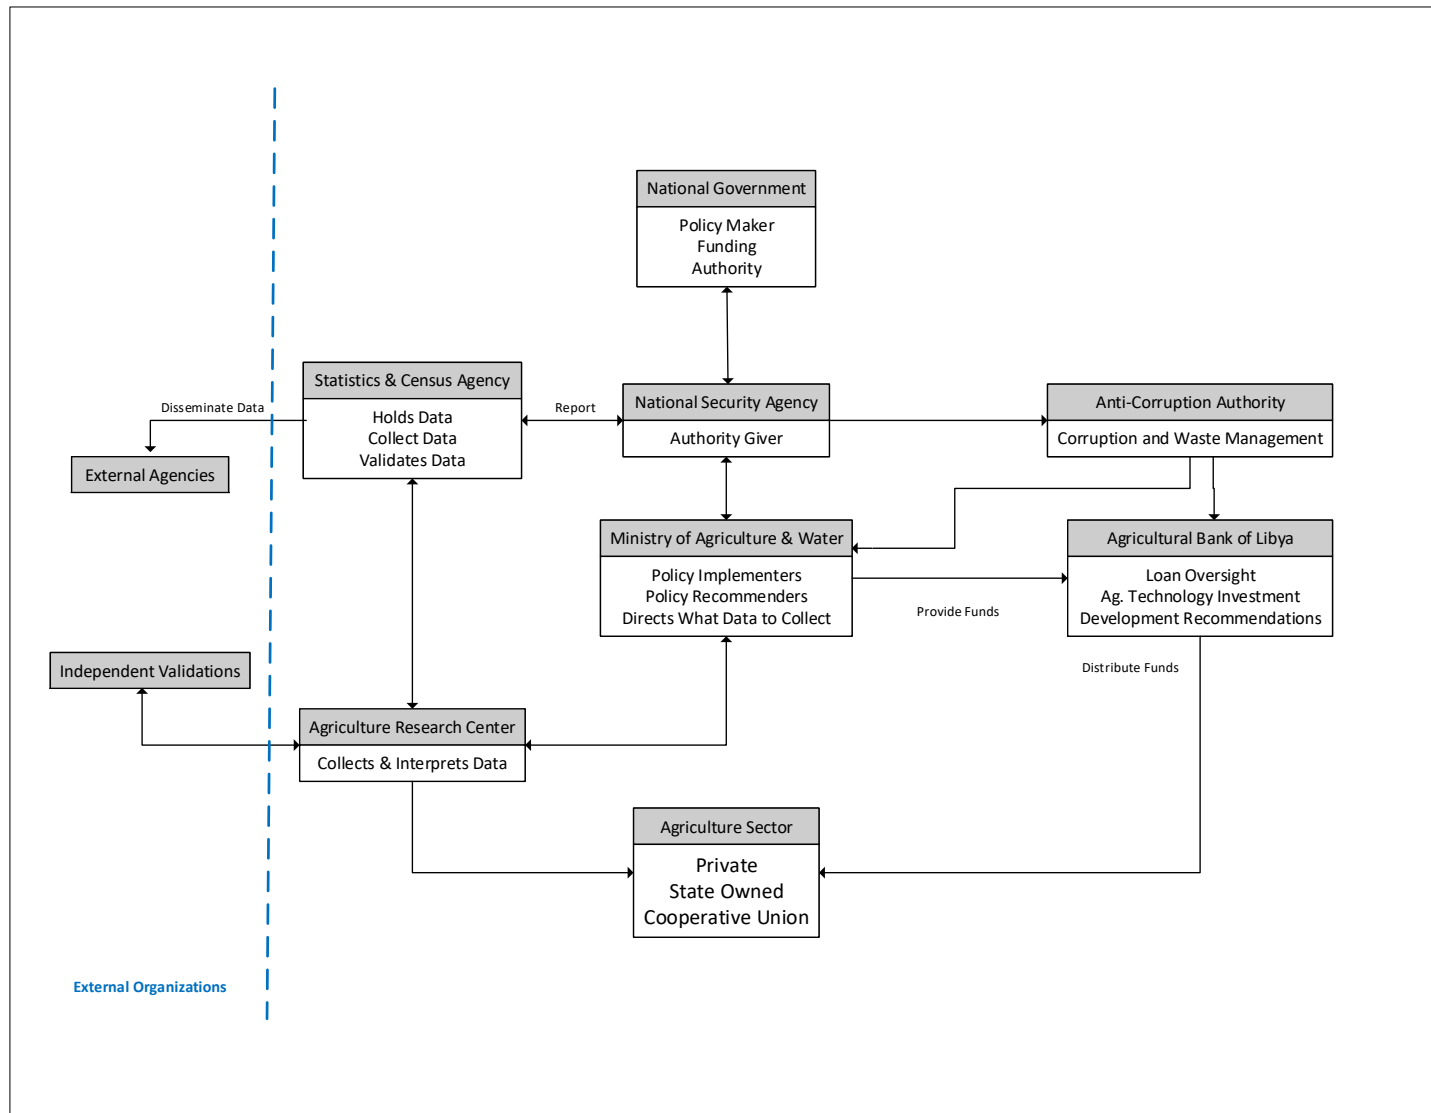 National Government
Policy Maker
Funding
Authority
Statistics & Census Agency
Holds Data
Collect Data
Validates Data
Disseminate Data
External Agencies
Report
National Security Agency
Authority Giver
Anti-Corruption Authority
Corruption and Waste Management
Ministry of Agriculture & Water
Policy Implementers
Policy Recommenders
Directs What Data to Collect
Provide Funds
Agricultural Bank of Libya
Loan Oversight
Ag. Technology Investment
Development Recommendations
Distribute Funds
Independent Validations
Agriculture Research Center
Collects & Interprets Data
Agriculture Sector
Private
State Owned
Cooperative Union
External Organizations